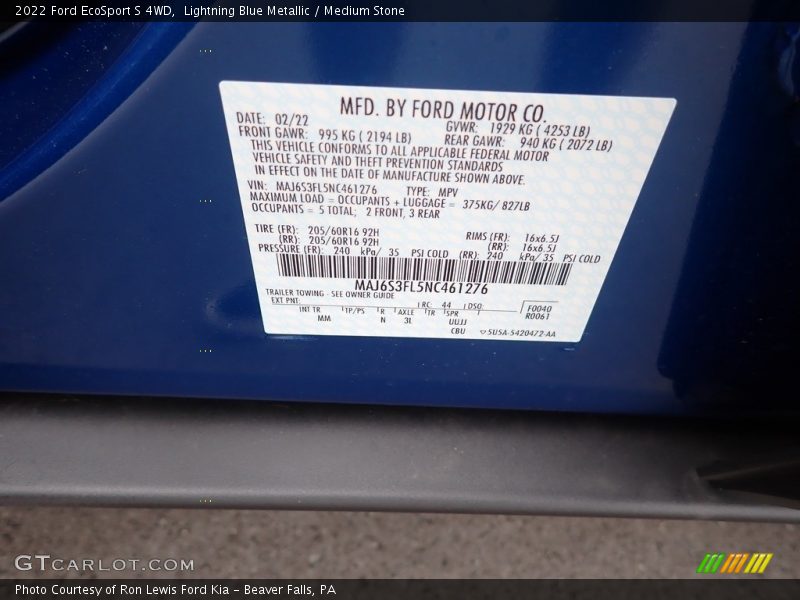 2022 Ford EcoSport S 4WD,  Lightning Blue Metallic / Medium Stone
MFD. BY FORD MOTOR CO.
DATE: 02/22 GVWR: 1929 KG ( 4253 LB)
FRONT GAWR: 995 KG ( 2194 LB) REAR GAWR: 940 KG ( 2072 LB)
THIS VEHICLE CONFORMS TO ALL APPLICABLE FEDERAL MOTOR
VEHICLE SAFETY AND THEFT PREVENTION STANDARDS
IN EFFECT ON THE DATE OF MANUFACTURE SHOWN ABOVE.
VIN: MAJ6S3FL5NC461276 TYPE: MPV
MAXIMUM LOAD = OCCUPANTS + LUGGAGE = 375KG/ 827LB
OCCUPANTS = 5 TOTAL; 2 FRONT, 3 REAR
TIRE (FR): 205/60R16 92H RIMS (FR): 16x6.5J
(RR): 205/60R16 92H (RR): 16x6.5J
PRESSURE (FR): 240 kPa/ 35 PSI COLD (RR): 240 kPa/ 35 PSI COLD
MAJ6S3FL5NC461276
TRAILER TOWING - SEE OWNER GUIDE
EXT PNT: RC: 44 DSO: F0040
INT TR TP/PS R AXLE TR SPR R0061
MM N 3L UUJJ
CBU 5U5A-5420472-AA
GTCARLOT.COM
Photo Courtesy of Ron Lewis Ford Kia – Beaver Falls, PA